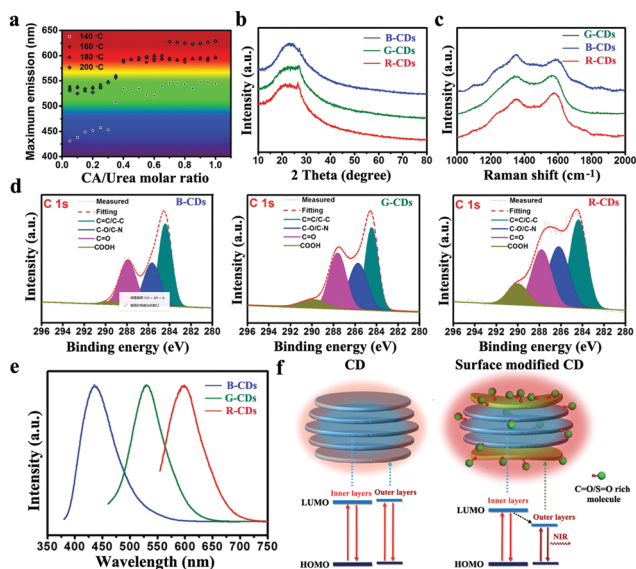 a
Maximum emission (nm)
650
625
600
575
550
525
500
475
450
425
400
140 °C
160 °C
180 °C
200 °C
0.0 0.2 0.4 0.6 0.8 1.0
CA/Urea molar ratio
b
Intensity (a.u.)
B-CDs
G-CDs
R-CDs
10 20 30 40 50 60 70 80
2 Theta (degree)
c
Intensity (a.u.)
G-CDs
B-CDs
R-CDs
1000 1200 1400 1600 1800 2000
Raman shift (cm-1)
d
Intensity (a.u.)
C 1s
B-CDs
Measured
Fitting
C=C/C-C
C-O/C-N
C=O
COOH
296 294 292 290 288 286 284 282 280
Binding energy (eV)
Intensity (a.u.)
C 1s
G-CDs
Measured
Fitting
C=C/C-C
C-O/C-N
C=O
COOH
296 294 292 290 288 286 284 282 280
Binding energy (eV)
Intensity (a.u.)
C 1s
R-CDs
Measured
Fitting
C=C/C-C
C-O/C-N
C=O
COOH
296 294 292 290 288 286 284 282 280
Binding energy (eV)
e
Intensity (a.u.)
B-CDs
G-CDs
R-CDs
350 450 550 650 750
Wavelength (nm)
f
CD
Surface modified CD
C=O/S=O rich
molecule
Inner layers
Outer layers
LUMO
HOMO
Inner layers
LUMO
Outer layers
NIR
HOMO